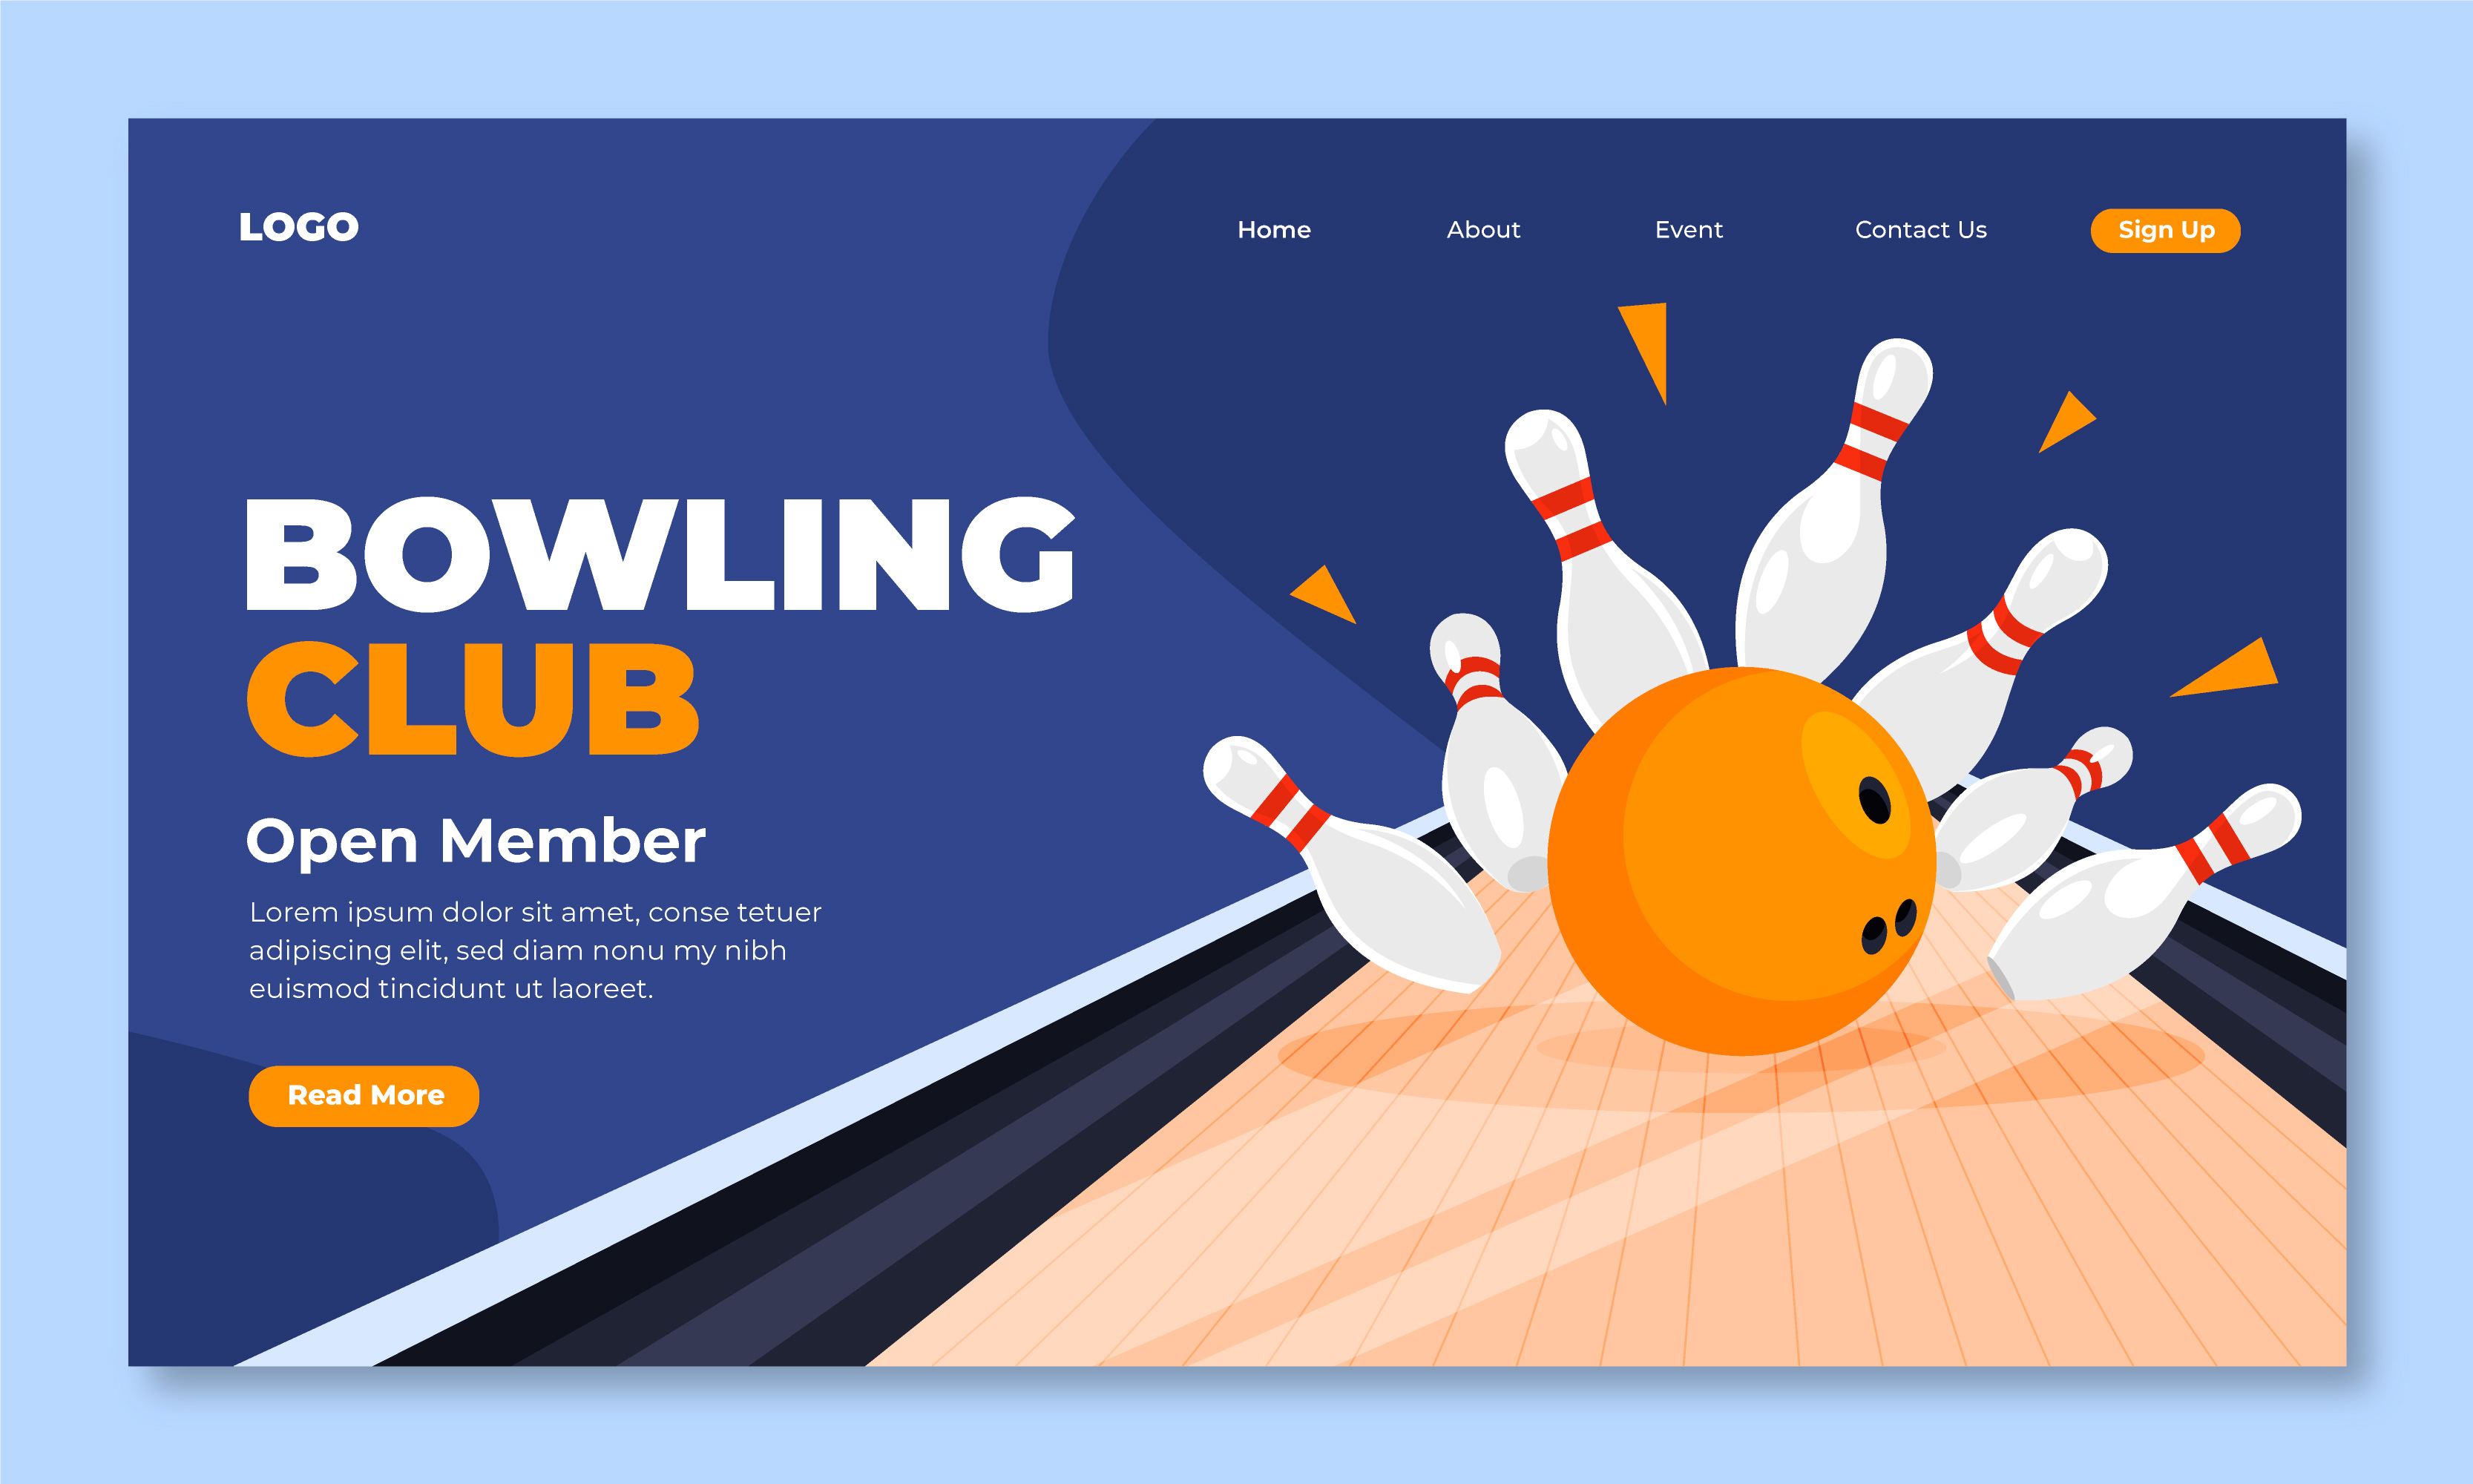 LOGO
Home
About
Event
Contact Us
Sign Up
BOWLING
CLUB
Open Member
Lorem ipsum dolor sit amet, conse tetuer
adipiscing elit, sed diam nonu my nibh
euismod tincidunt ut laoreet.
Read More